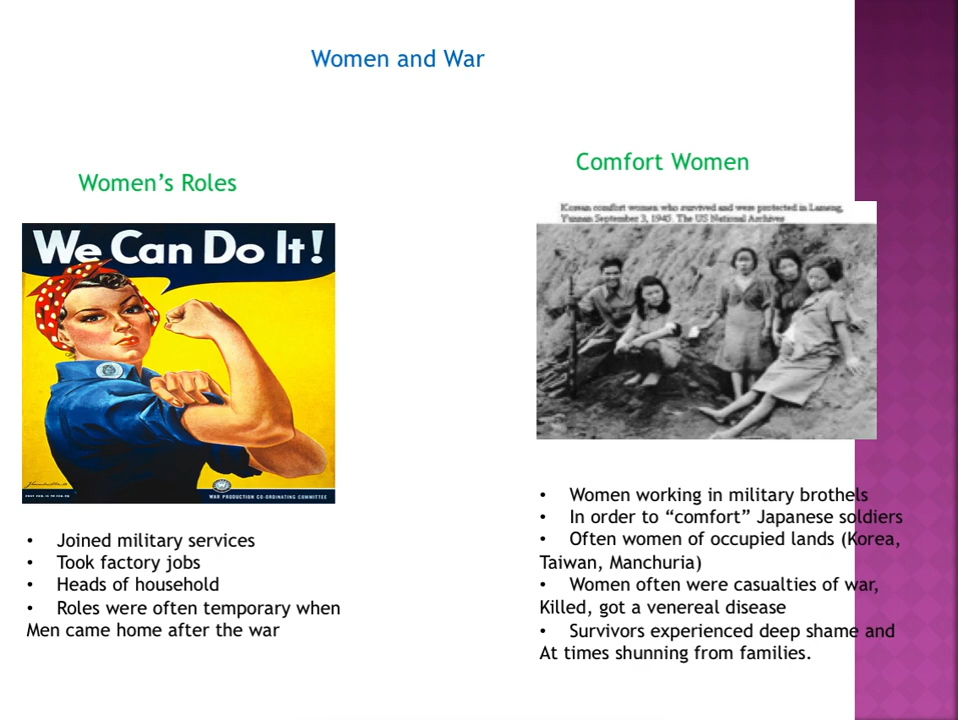 Women and War
Women's Roles
We Can Do It!
WAR PRODUCTION CO-ORDINATING COMMITTEE
• Joined military services
• Took factory jobs
• Heads of household
• Roles were often temporary when
Men came home after the war
Comfort Women
Korean comfort women who survived and were protected in Lameng,
Yunnan September 3, 1945. The US National Archives
• Women working in military brothels
• In order to “comfort” Japanese soldiers
• Often women of occupied lands (Korea,
Taiwan, Manchuria)
• Women often were casualties of war,
Killed, got a venereal disease
• Survivors experienced deep shame and
At times shunning from families.